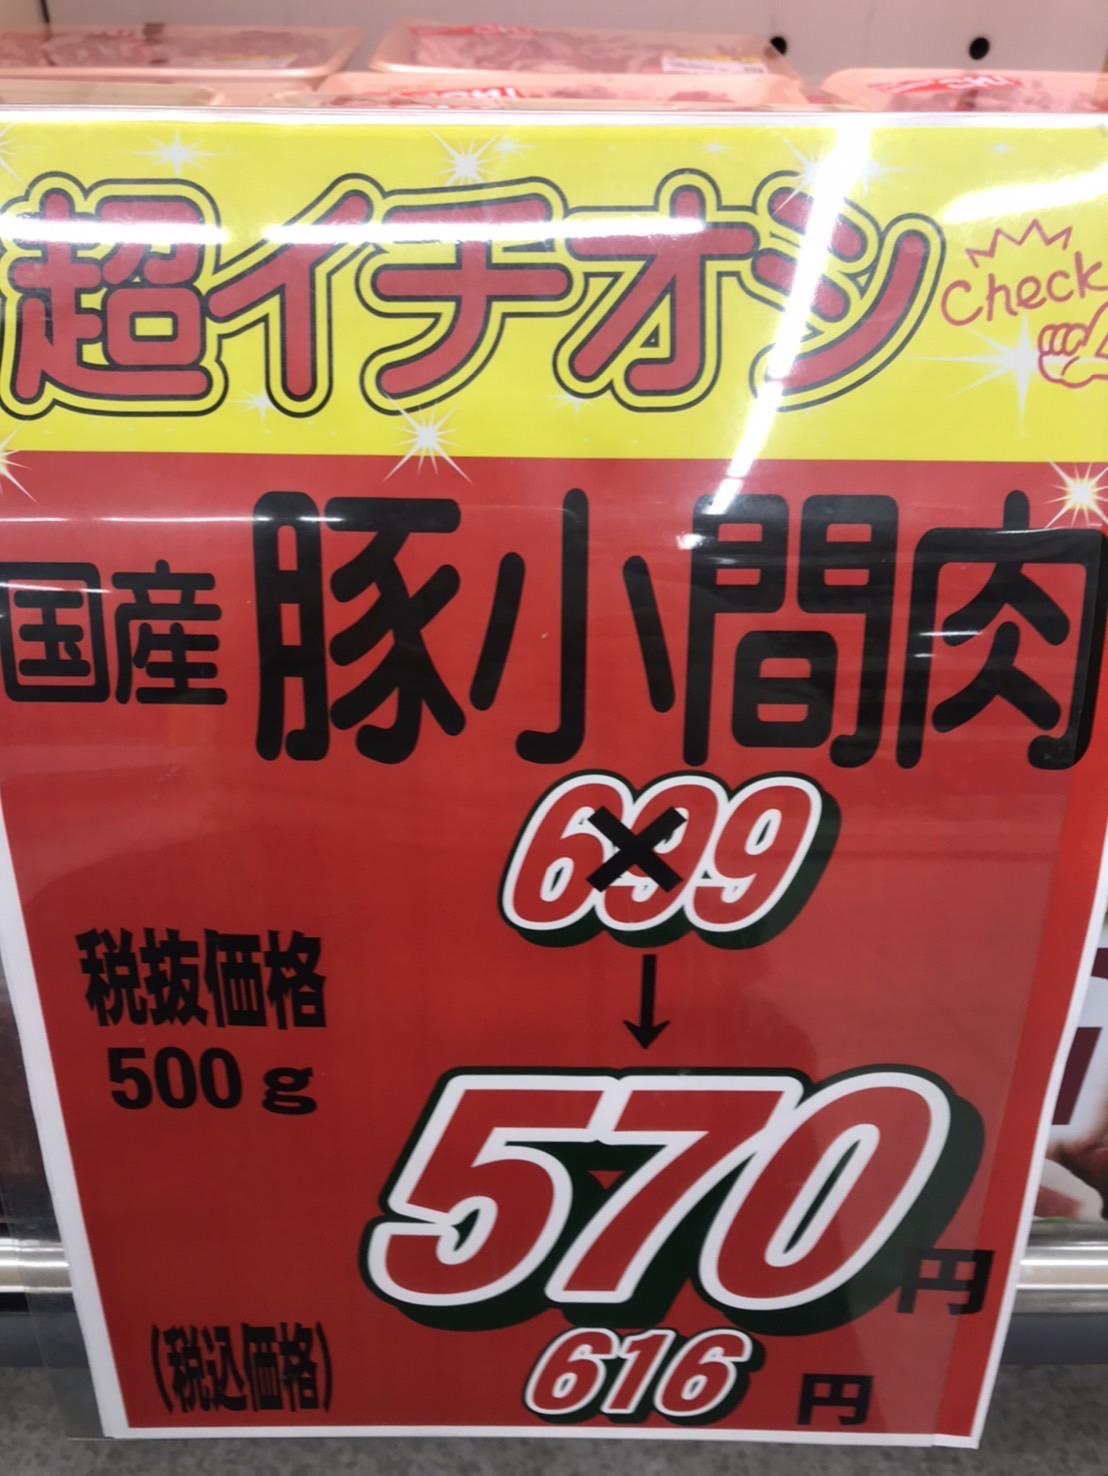 超イチオシ
Check
国産 豚小間肉
699
↓
税抜価格
500g
570円
(税込価格) 616円